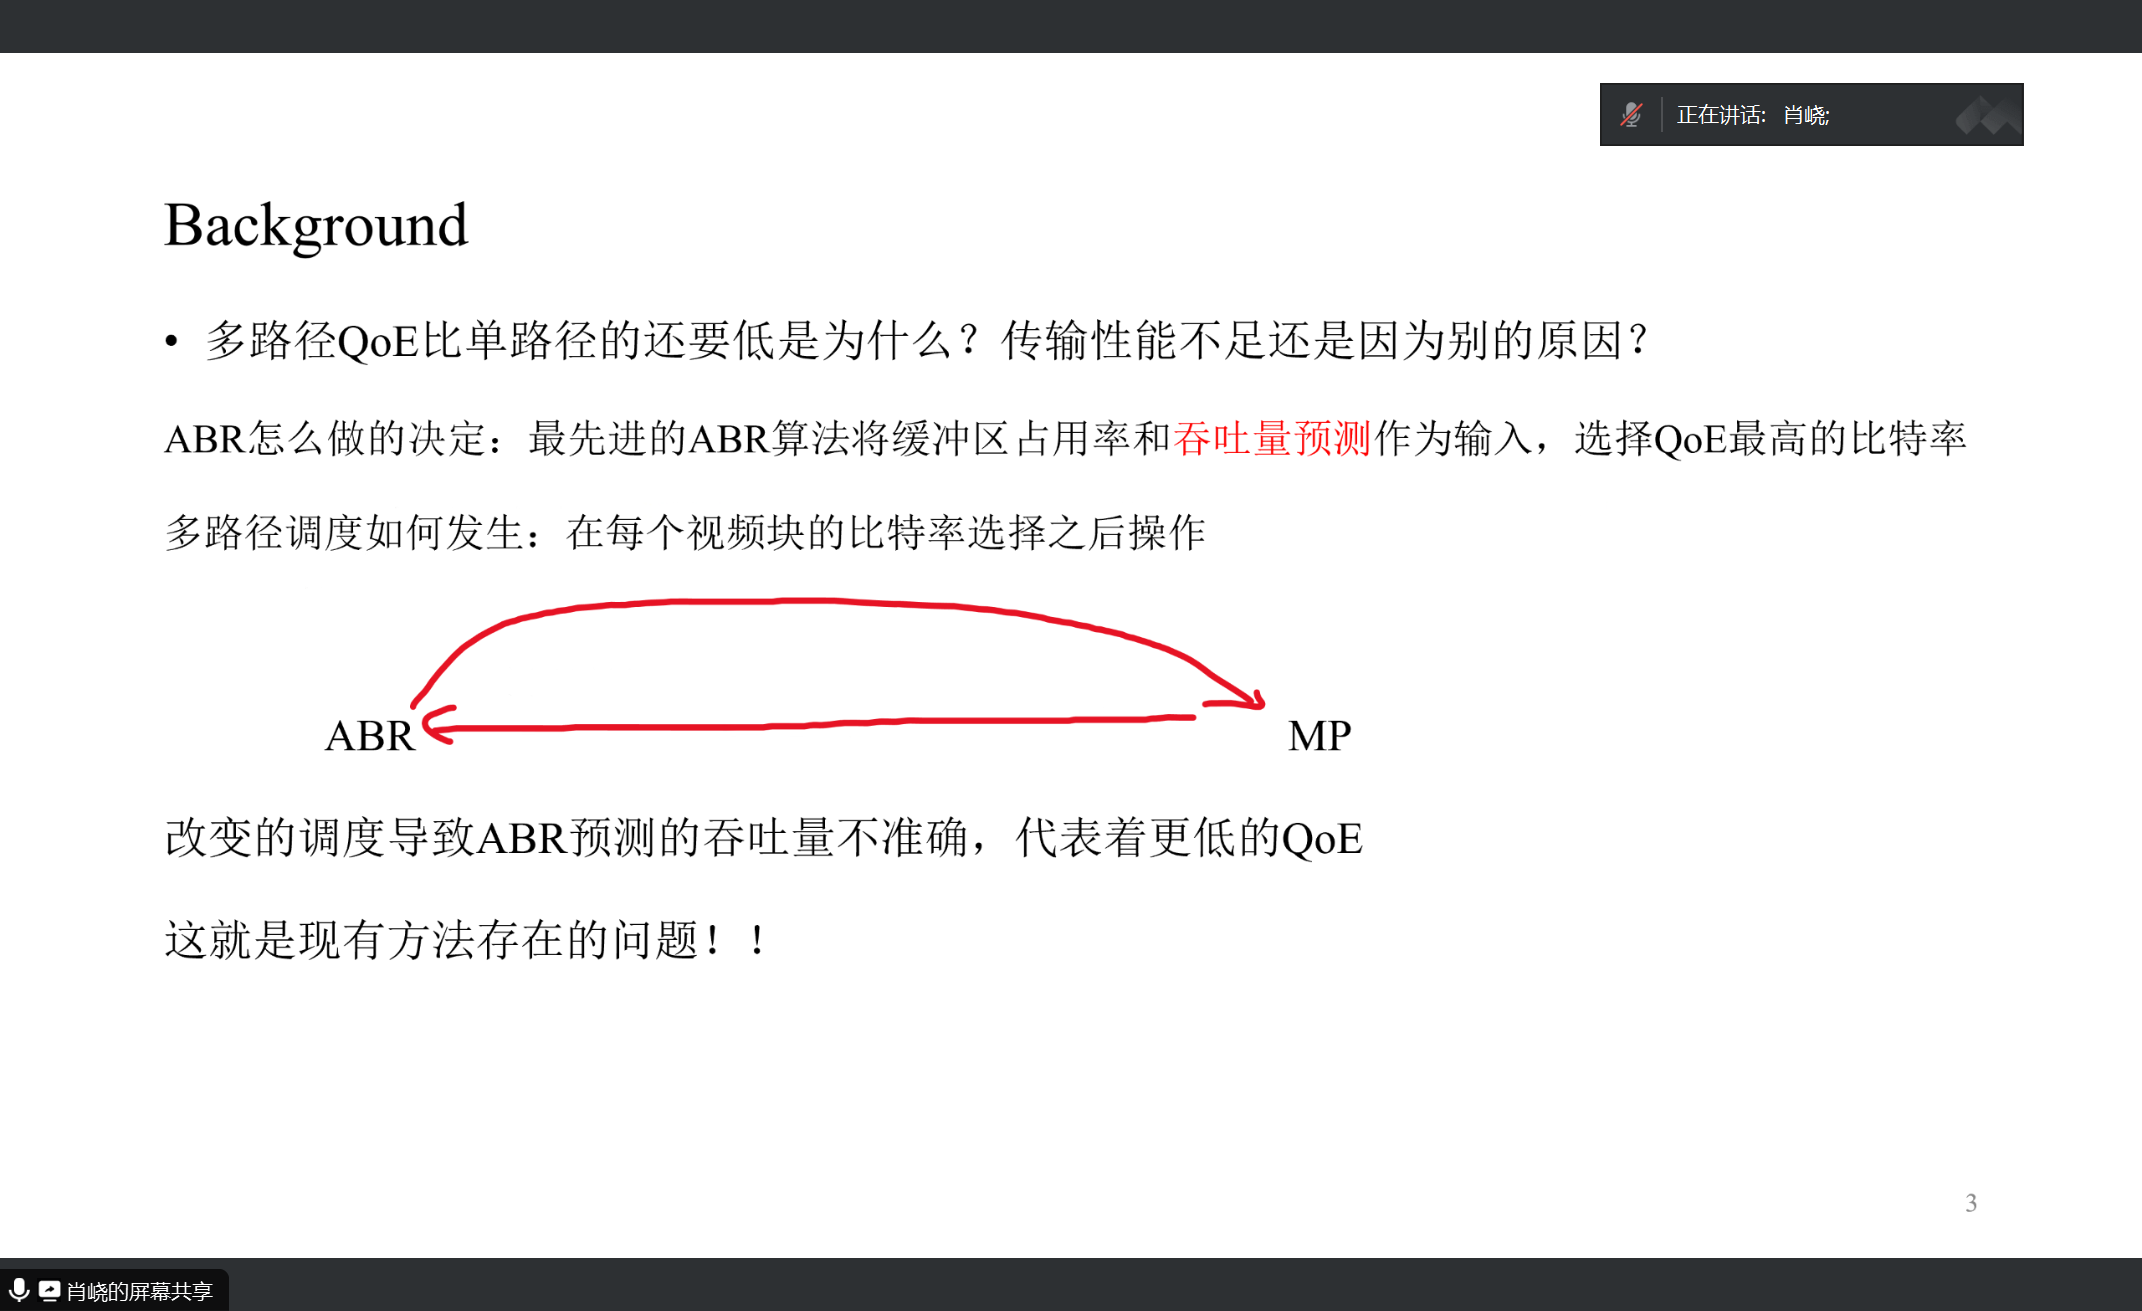 正在讲话: 肖峣;
Background
• 多路径QoE比单路径的还要低是为什么？传输性能不足还是因为别的原因？
ABR怎么做的决定：最先进的ABR算法将缓冲区占用率和吞吐量预测作为输入，选择QoE最高的比特率
多路径调度如何发生：在每个视频块的比特率选择之后操作
ABR MP
改变的调度导致ABR预测的吞吐量不准确，代表着更低的QoE
这就是现有方法存在的问题！！
3
肖峣的屏幕共享